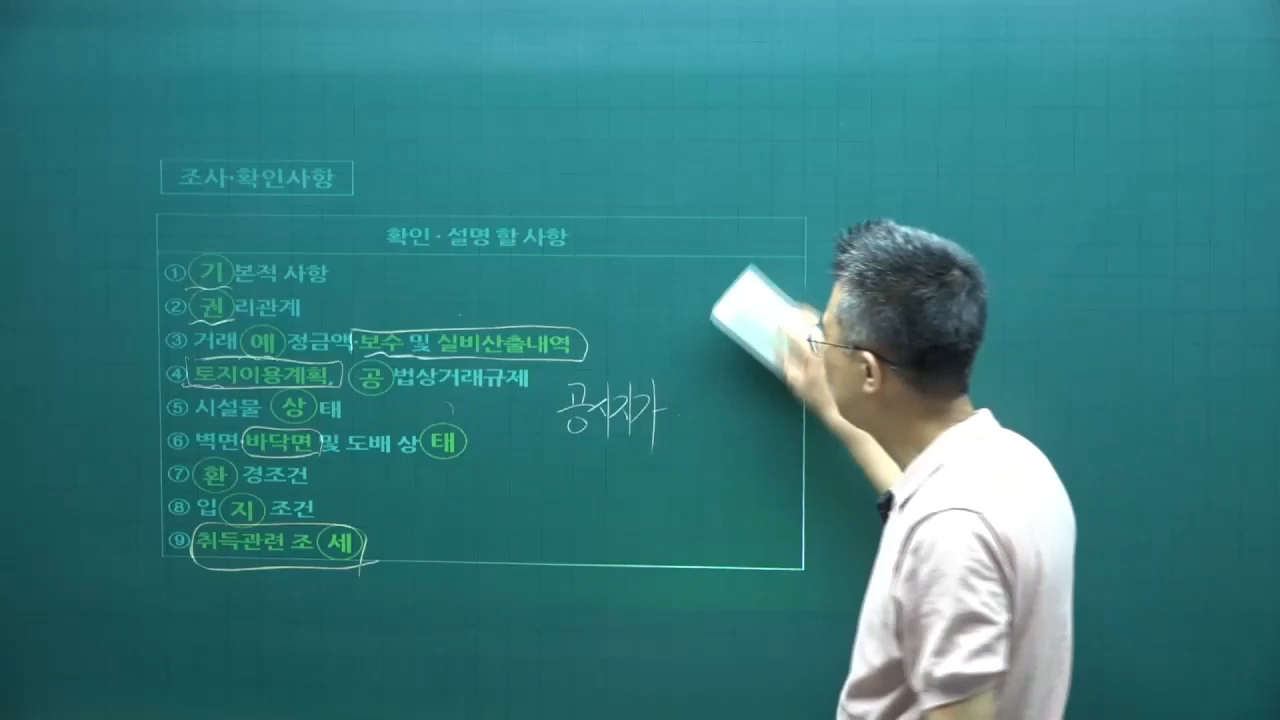 조사·확인사항
확인·설명 할 사항
① 기본적 사항
② 권리관계
③ 거래예정금액·보수 및 실비산출내역
④ 토지이용계획, 공법상거래규제
⑤ 시설물 상태
공시지가
⑥ 벽면·바닥면 및 도배 상태
⑦ 환경조건
⑧ 입지조건
⑨ 취득관련 조세